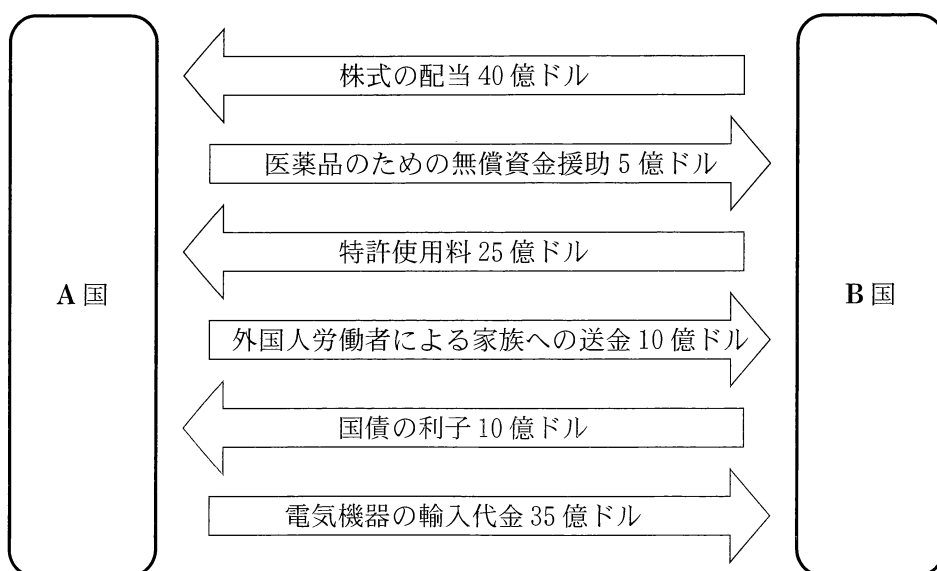 株式の配当 40 億ドル
医薬品のための無償資金援助 5 億ドル
特許使用料 25 億ドル
A 国
B 国
外国人労働者による家族への送金 10 億ドル
国債の利子 10 億ドル
電気機器の輸入代金 35 億ドル